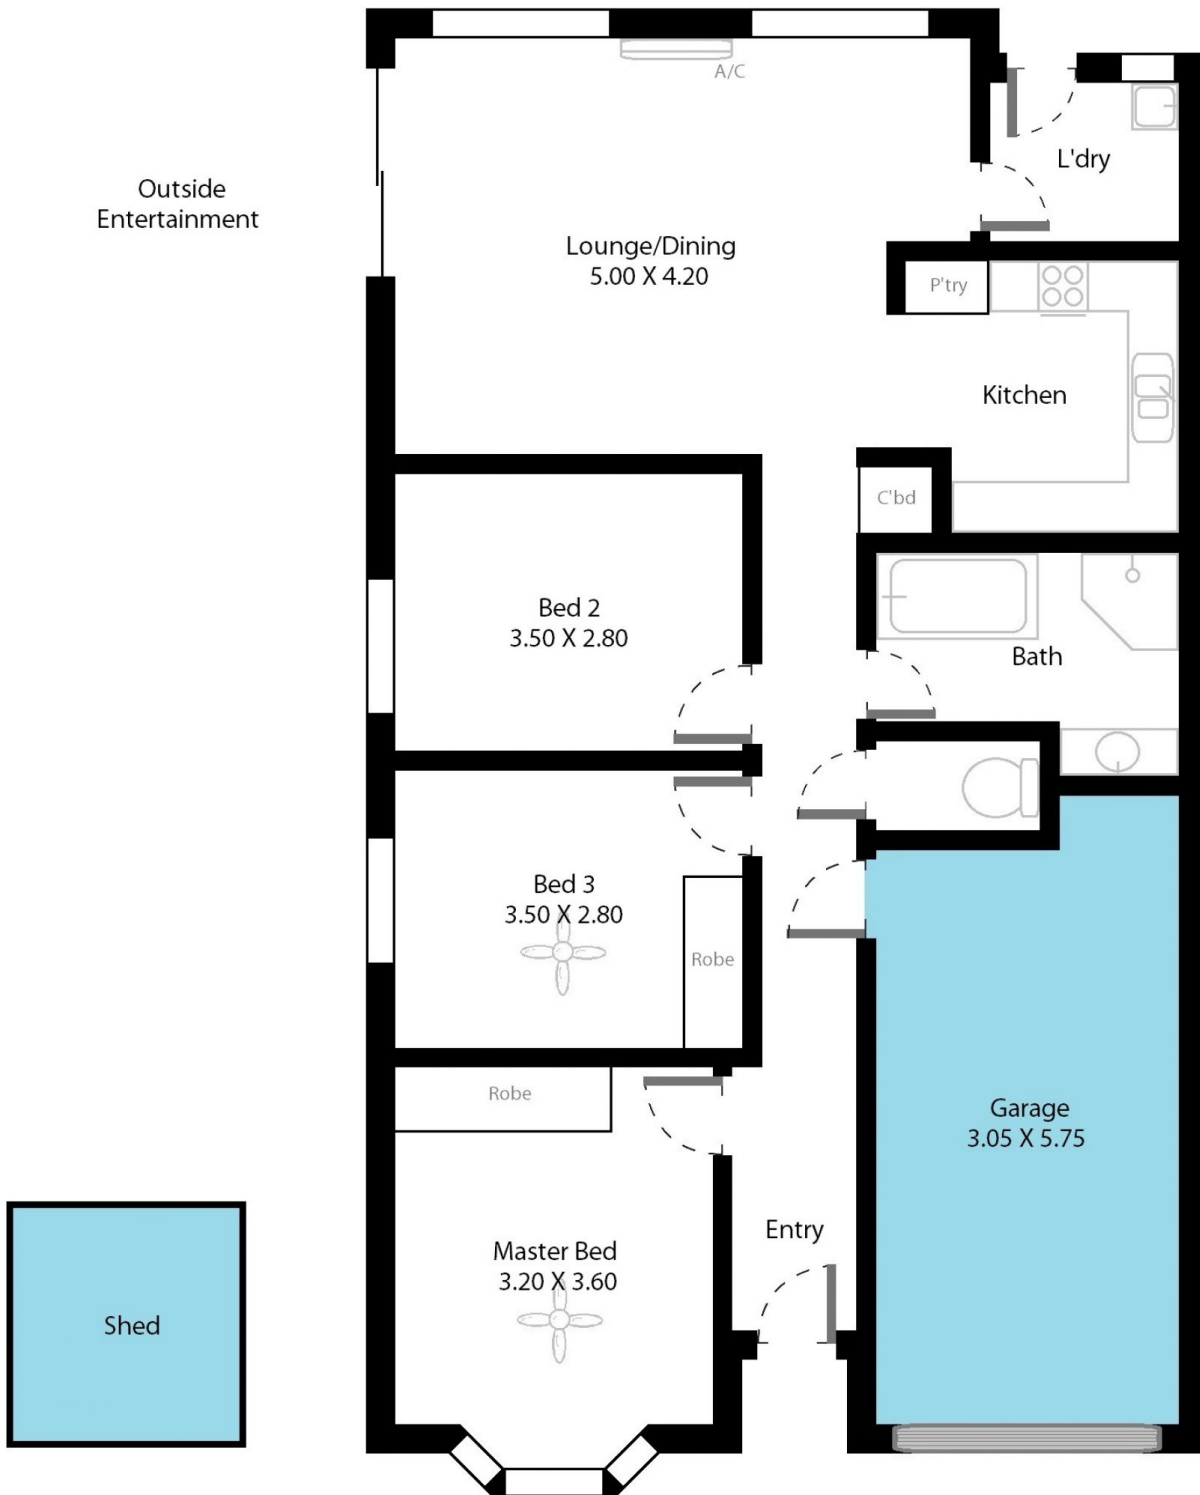 A/C
L'dry
Outside
Entertainment
Lounge/Dining
5.00 X 4.20
P'try
Kitchen
C'bd
Bed 2
3.50 X 2.80
Bath
Bed 3
3.50 X 2.80
Robe
Robe
Garage
3.05 X 5.75
Entry
Master Bed
3.20 X 3.60
Shed